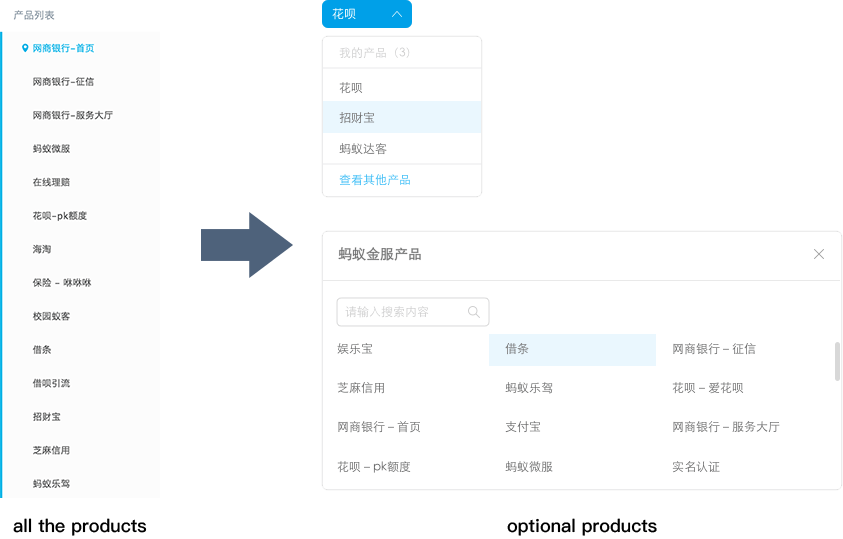 产品列表
网商银行-首页
网商银行-征信
网商银行-服务大厅
蚂蚁微服
在线理赔
花呗-pk额度
海淘
保险 - 咻咻咻
校园蚁客
借条
借呗引流
招财宝
芝麻信用
蚂蚁乐驾
all the products
花呗
我的产品（3）
花呗
招财宝
蚂蚁达客
查看其他产品
蚂蚁金服产品
请输入搜索内容
娱乐宝 借条 网商银行 – 征信
芝麻信用 蚂蚁乐驾 花呗 – 爱花呗
网商银行 – 首页 支付宝 网商银行 – 服务大厅
花呗 – pk额度 蚂蚁微服 实名认证
optional products